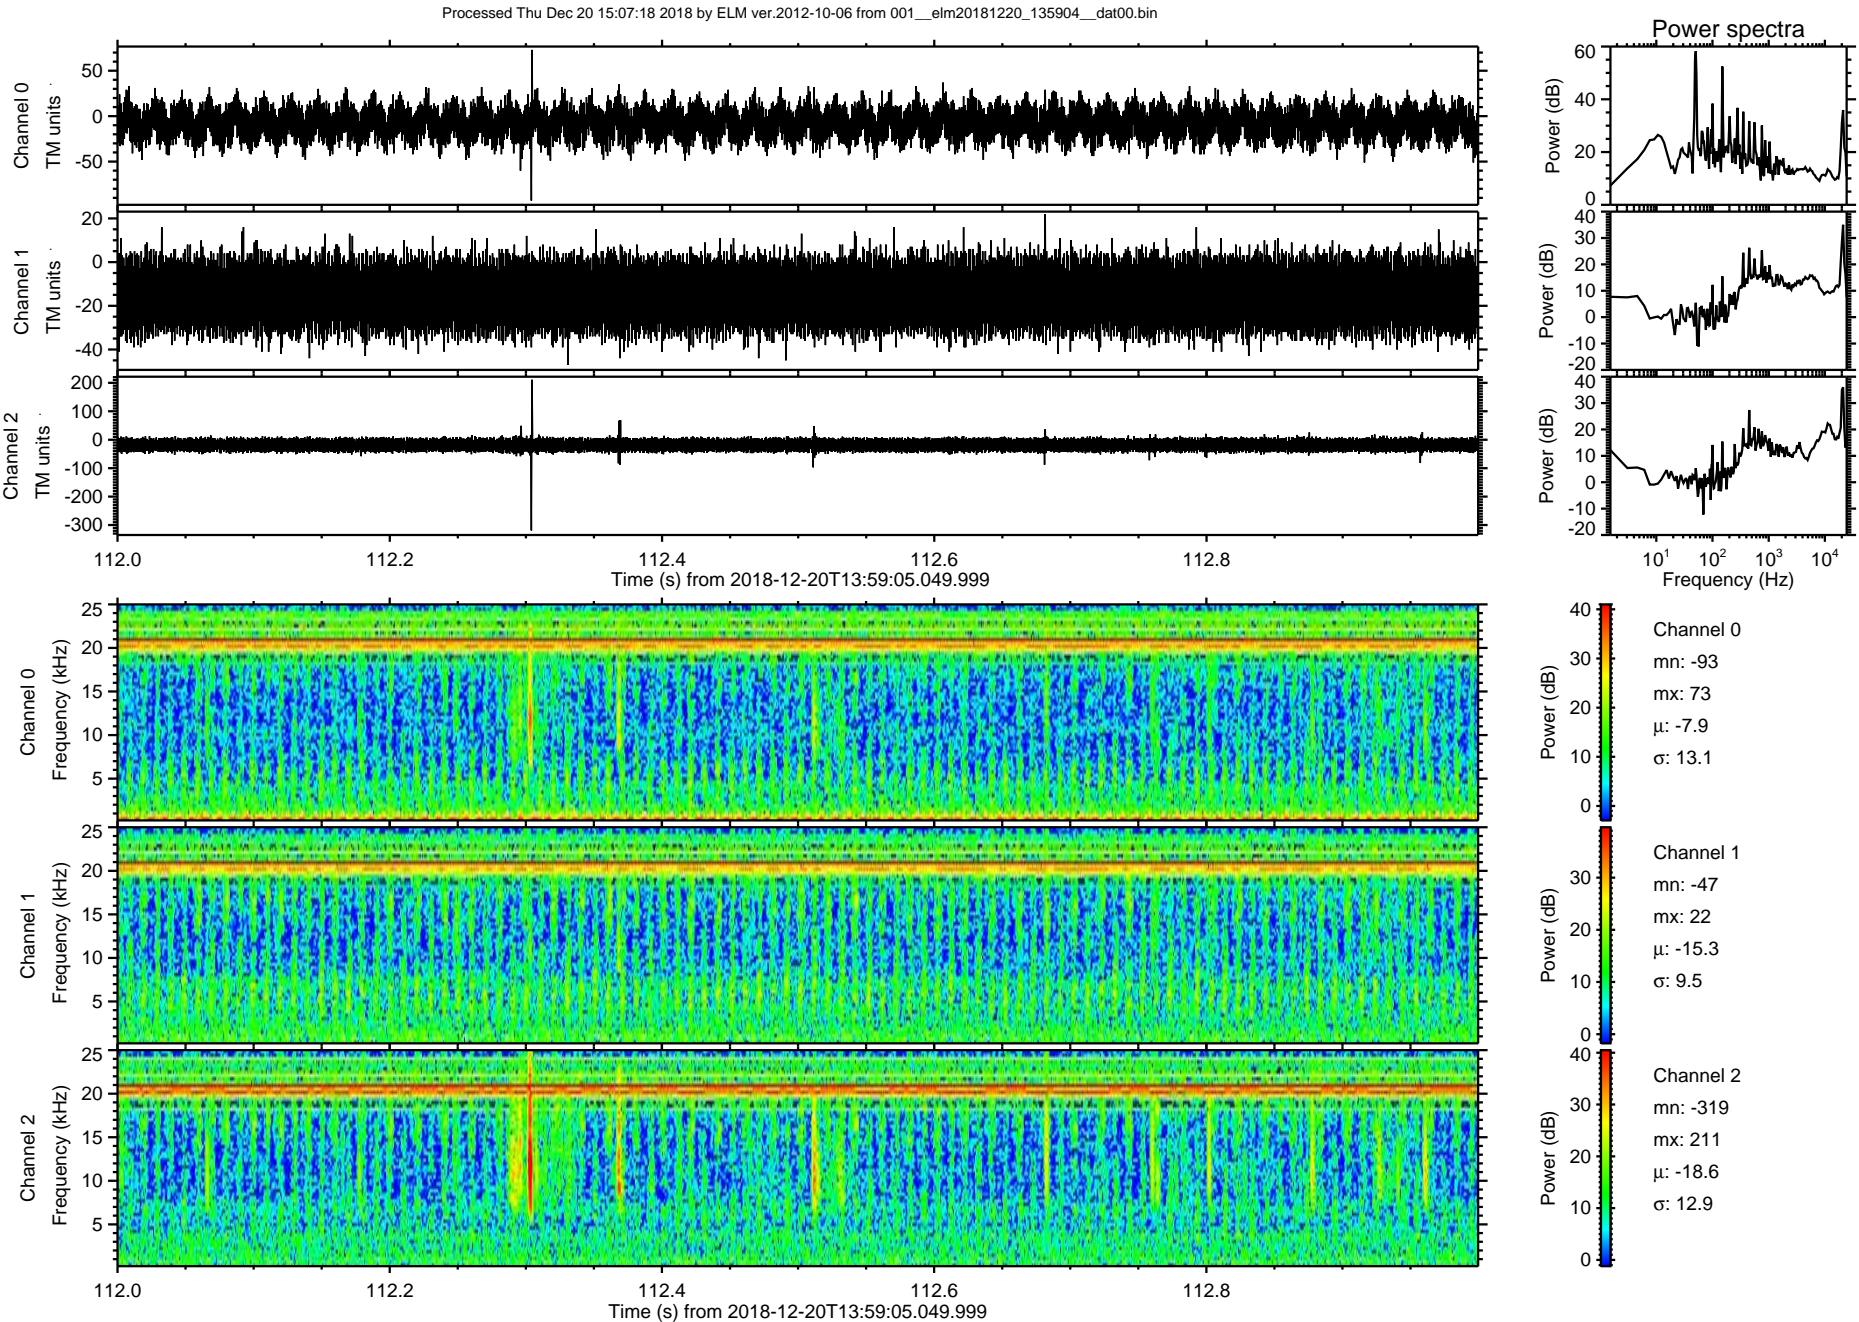 Processed Thu Dec 20 15:07:18 2018 by ELM ver.2012-10-06 from 001__elm20181220_135904__dat00.bin
Power spectra
Channel 0
TM units
50
0
-50
Power (dB)
60
40
20
0
Channel 1
TM units
20
0
-20
-40
Power (dB)
40
30
20
10
0
-10
-20
Channel 2
TM units
200
100
0
-100
-200
-300
Power (dB)
40
30
20
10
0
-10
-20
112.0 112.2 112.4 112.6 112.8
Time (s) from 2018-12-20T13:59:05.049.999
10¹ 10² 10³ 10⁴
Frequency (Hz)
Channel 0
Frequency (kHz)
25
20
15
10
5
Power (dB)
40
30
20
10
0
Channel 0
mn: -93
mx: 73
μ: -7.9
σ: 13.1
Channel 1
Frequency (kHz)
25
20
15
10
5
Power (dB)
30
20
10
0
Channel 1
mn: -47
mx: 22
μ: -15.3
σ: 9.5
Channel 2
Frequency (kHz)
25
20
15
10
5
Power (dB)
40
30
20
10
0
Channel 2
mn: -319
mx: 211
μ: -18.6
σ: 12.9
112.0 112.2 112.4 112.6 112.8
Time (s) from 2018-12-20T13:59:05.049.999